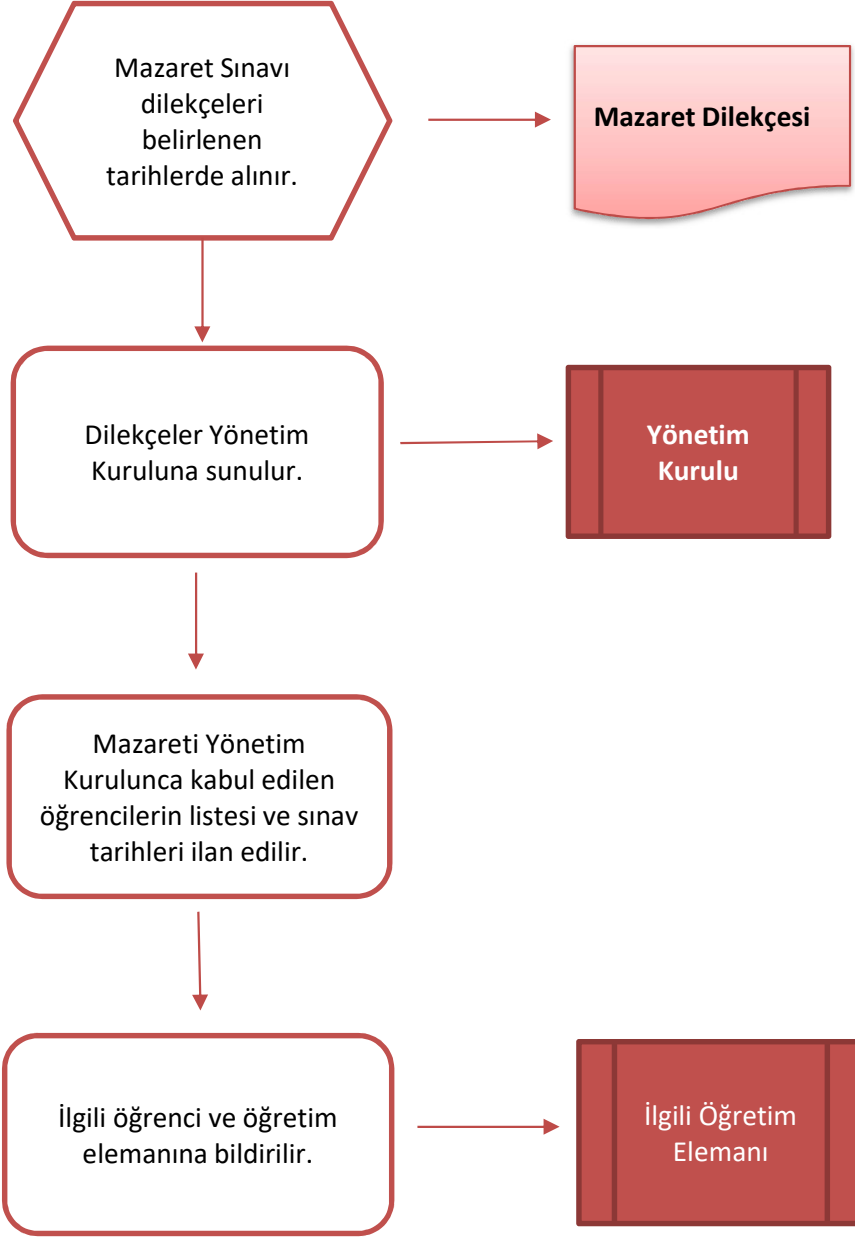 Mazaret Sınavı
dilekçeleri
belirlenen
tarihlerde alınır.
Mazaret Dilekçesi
Dilekçeler Yönetim
Kuruluna sunulur.
Yönetim
Kurulu
Mazareti Yönetim
Kurulunca kabul edilen
öğrencilerin listesi ve sınav
tarihleri ilan edilir.
İlgili öğrenci ve öğretim
elemanına bildirilir.
İlgili Öğretim
Elemanı